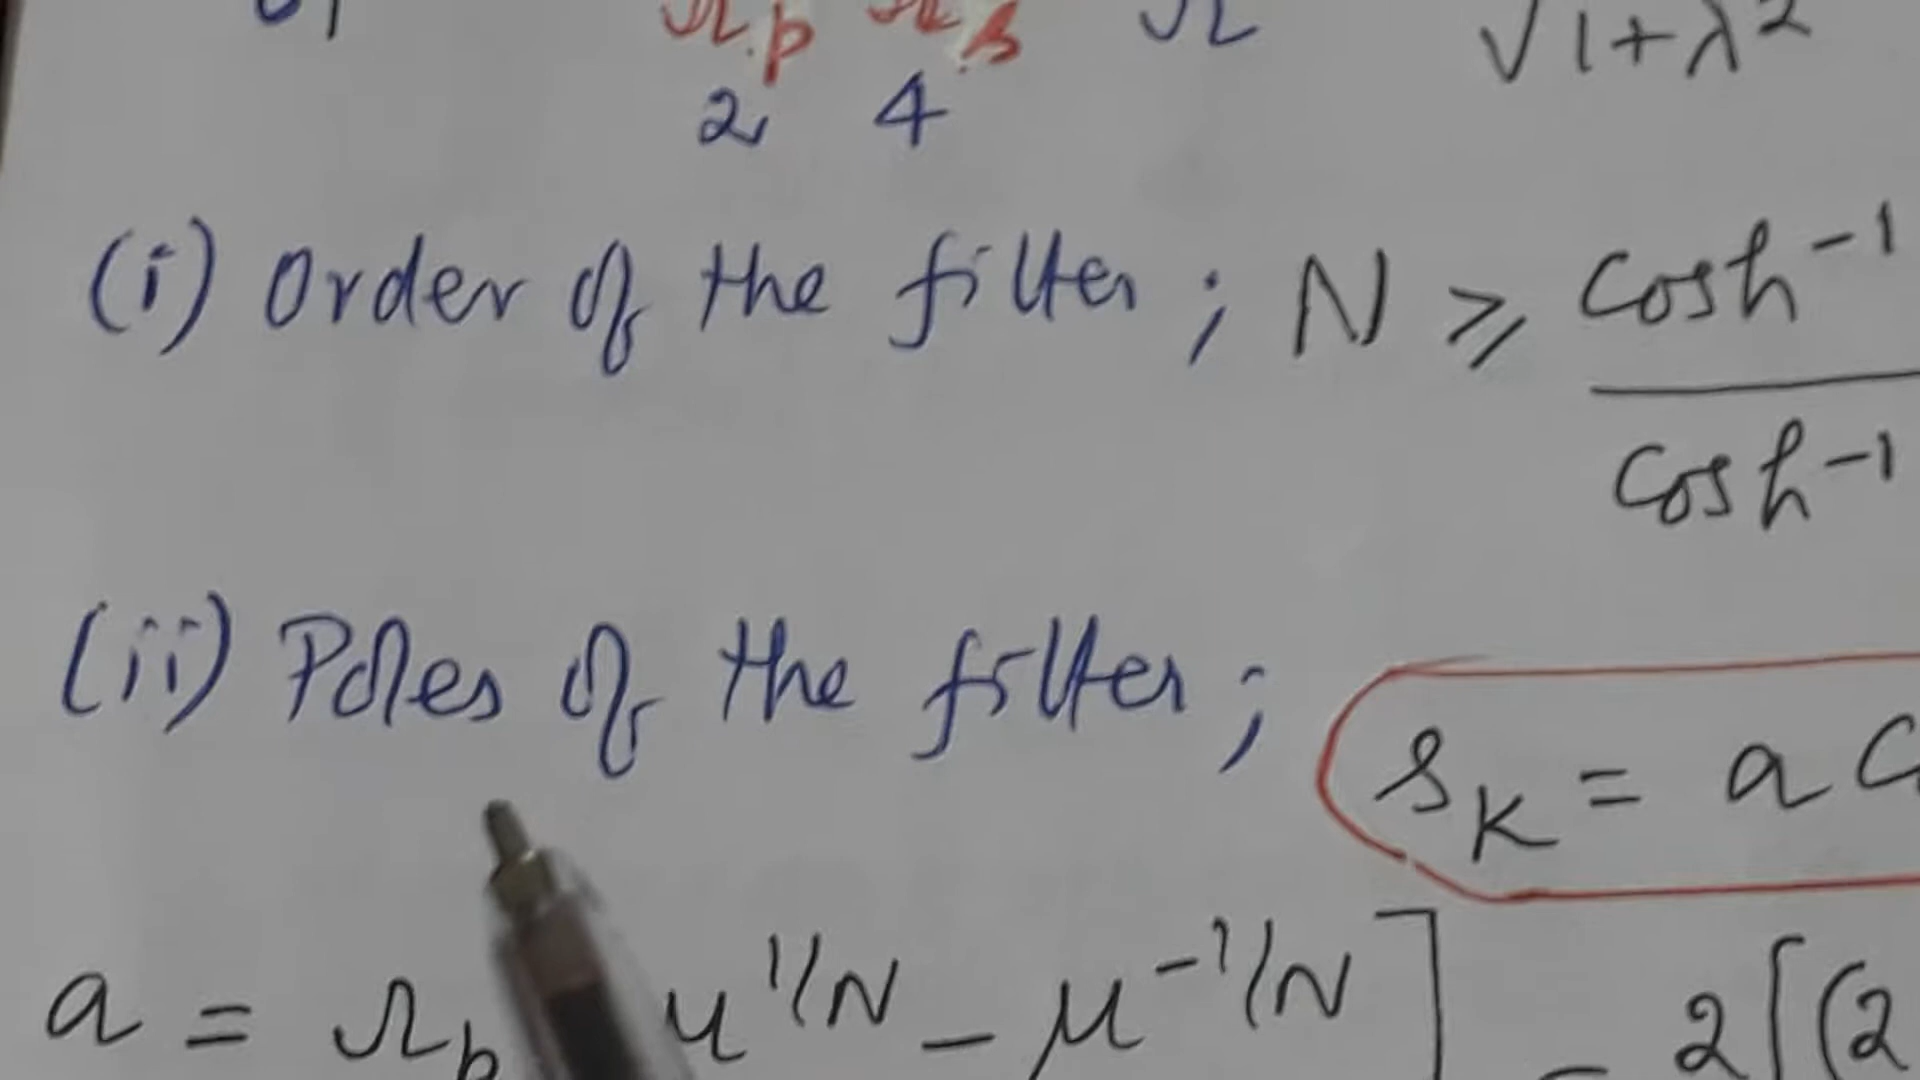 Ωp Ωs Ω √1+λ²
2 4
(i) Order of the filter; N ≥ cosh⁻¹
cosh⁻¹
(ii) Poles of the filter; sK = a
a = Ωp μ^1/N − μ^−1/N ] = 2[(2